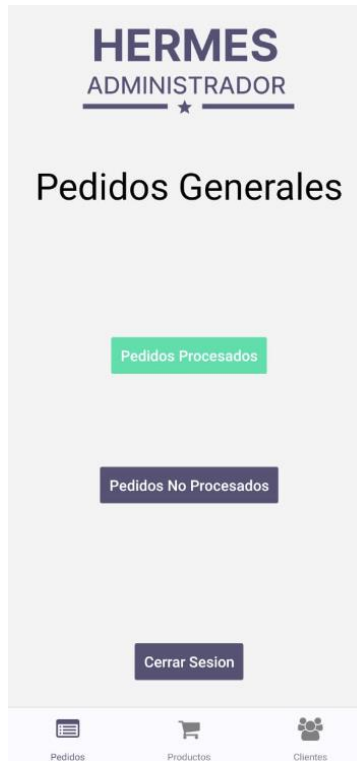 HERMES
ADMINISTRADOR
Pedidos Generales
Pedidos Procesados
Pedidos No Procesados
Cerrar Sesion
Pedidos
Productos
Clientes